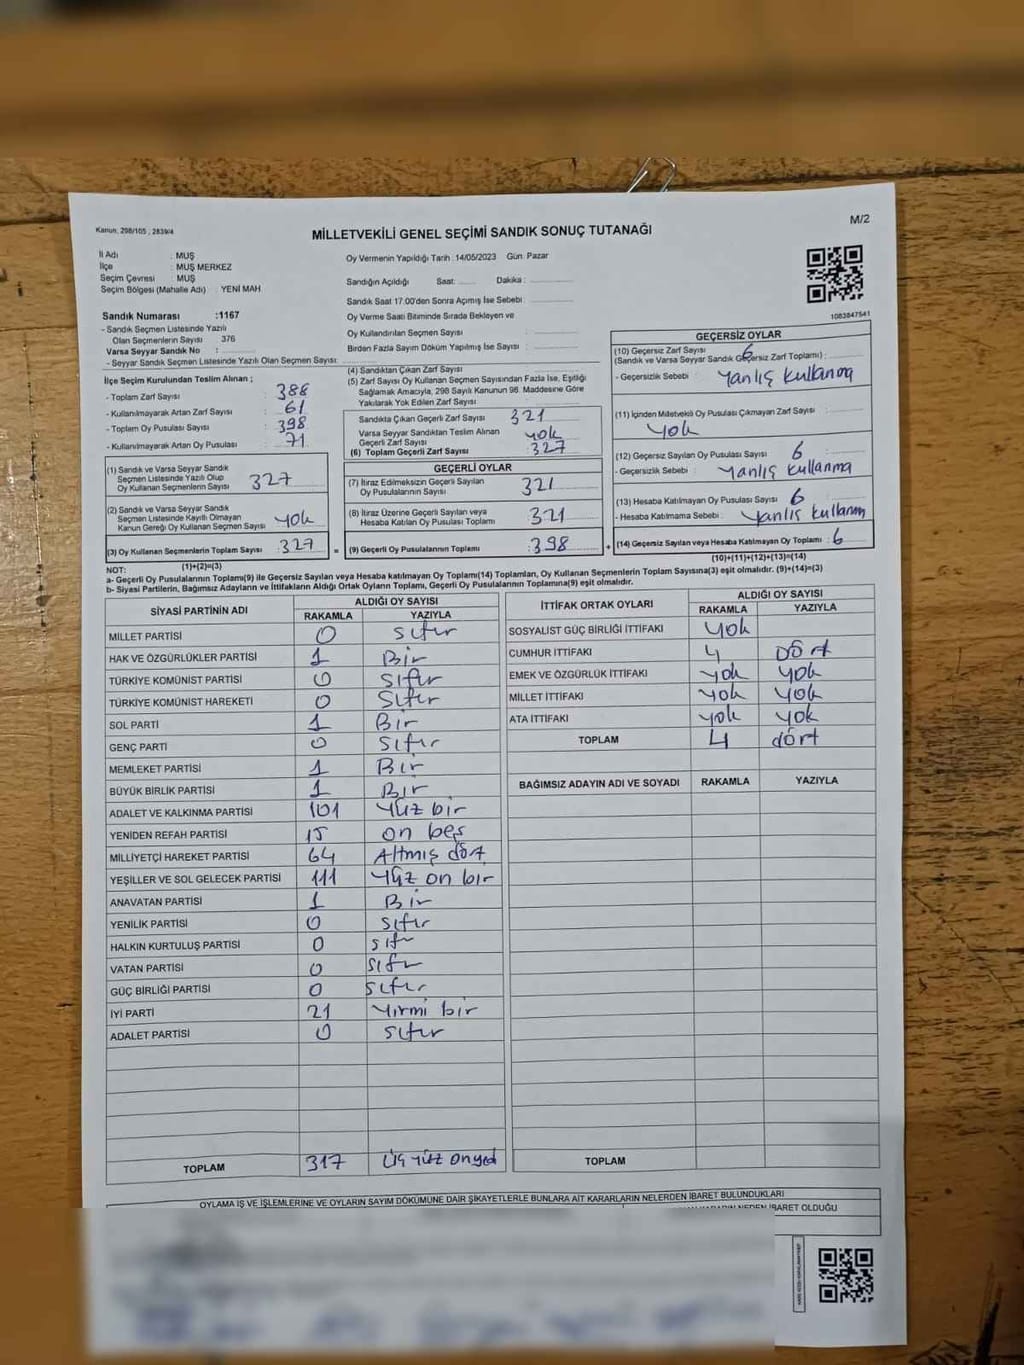 Kanun; 298/105 ; 2839/4
M/2
MİLLETVEKİLİ GENEL SEÇİMİ SANDIK SONUÇ TUTANAĞI
İl Adı : MUŞ
İlçe : MUŞ MERKEZ
Seçim Çevresi : MUŞ
Seçim Bölgesi (Mahalle Adı) : YENİ MAH
Sandık Numarası :1167
- Sandık Seçmen Listesinde Yazılı
Olan Seçmenlerin Sayısı 376
Varsa Seyyar Sandık No :
- Seyyar Sandık Seçmen Listesinde Yazılı Olan Seçmen Sayısı:
Oy Vermenin Yapıldığı Tarih :14/05/2023 Gün: Pazar
Sandığın Açıldığı Saat: Dakika :
Sandık Saat 17:00'den Sonra Açımış İse Sebebi :
Oy Verme Saati Bitiminde Sırada Bekleyen ve
Oy Kullandırılan Seçmen Sayısı :
Birden Fazla Sayım Döküm Yapılmış İse Sayısı :
1083847541
İlçe Seçim Kurulundan Teslim Alınan ;
- Toplam Zarf Sayısı : 388
- Kullanılmayarak Artan Zarf Sayısı : 61
- Toplam Oy Pusulası Sayısı : 398
- Kullanılmayarak Artan Oy Pusulası : 71
(1) Sandık ve Varsa Seyyar Sandık
Seçmen Listesinde Yazılı Olup
Oy Kullanan Seçmenlerin Sayısı 327
(2) Sandık ve Varsa Seyyar Sandık
Seçmen Listesinde Kayıtlı Olmayan
Kanun Gereği Oy Kullanan Seçmen Sayısı yok
(3) Oy Kullanan Seçmenlerin Toplam Sayısı :327
(4) Sandıktan Çıkan Zarf Sayısı
(5) Zarf Sayısı Oy Kullanan Seçmen Sayısından Fazla İse, Eşitliği
Sağlamak Amacıyla, 298 Sayılı Kanunun 98. Maddesine Göre
Yakılarak Yok Edilen Zarf Sayısı
Sandıkta Çıkan Geçerli Zarf Sayısı 321
Varsa Seyyar Sandıktan Teslim Alınan
Geçerli Zarf Sayısı yok
(6) Toplam Geçerli Zarf Sayısı :327
GEÇERLİ OYLAR
(7) İtiraz Edilmeksizin Geçerli Sayılan
Oy Pusulalarının Sayısı 321
(8) İtiraz Üzerine Geçerli Sayılan veya
Hesaba Katılan Oy Pusulası Toplamı :321
= (9) Geçerli Oy Pusulalarının Toplamı :398 +
GEÇERSİZ OYLAR
(10) Geçersiz Zarf Sayısı 6
(Sandık ve Varsa Seyyar Sandık Geçersiz Zarf Toplamı) :
- Geçersizlik Sebebi : Yanlış kullanma
(11) İçinden Milletvekili Oy Pusulası Çıkmayan Zarf Sayısı :
Yok
(12) Geçersiz Sayılan Oy Pusulası Sayısı 6
- Geçersizlik Sebebi : Yanlış kullanma
(13) Hesaba Katılmayan Oy Pusulası Sayısı 6
- Hesaba Katılmama Sebebi : Yanlış kullanım
(14) Geçersiz Sayılan veya Hesaba Katılmayan Oy Toplamı : 6
NOT: (1)+(2)=(3)
(10)+(11)+(12)+(13)=(14)
a- Geçerli Oy Pusulalarının Toplamı(9) ile Geçersiz Sayılan veya Hesaba katılmayan Oy Toplamı(14) Toplamları, Oy Kullanan Seçmenlerin Toplam Sayısına(3) eşit olmalıdır. (9)+(14)=(3)
b- Siyasi Partilerin, Bağımsız Adayların ve İttifakların Aldığı Ortak Oyların Toplamı, Geçerli Oy Pusulalarının Toplamına(9) eşit olmalıdır.
SİYASİ PARTİNİN ADI ALDIĞI OY SAYISI
RAKAMLA YAZIYLA
MİLLET PARTİSİ 0 sıfır
HAK VE ÖZGÜRLÜKLER PARTİSİ 1 Bir
TÜRKİYE KOMÜNİST PARTİSİ 0 sıfır
TÜRKİYE KOMÜNİST HAREKETİ 0 sıfır
SOL PARTİ 1 Bir
GENÇ PARTİ 0 sıfır
MEMLEKET PARTİSİ 1 Bir
BÜYÜK BİRLİK PARTİSİ 1 Bir
ADALET VE KALKINMA PARTİSİ 101 Yüz bir
YENİDEN REFAH PARTİSİ 15 on beş
MİLLİYETÇİ HAREKET PARTİSİ 64 Altmış dört
YEŞİLLER VE SOL GELECEK PARTİSİ 111 Yüz on bir
ANAVATAN PARTİSİ 1 Bir
YENİLİK PARTİSİ 0 sıfır
HALKIN KURTULUŞ PARTİSİ 0 sıfır
VATAN PARTİSİ 0 sıfır
GÜÇ BİRLİĞİ PARTİSİ 0 sıfır
İYİ PARTİ 21 Yirmi bir
ADALET PARTİSİ 0 sıfır
TOPLAM 317 üç yüz onyedi
İTTİFAK ORTAK OYLARI ALDIĞI OY SAYISI
RAKAMLA YAZIYLA
SOSYALİST GÜÇ BİRLİĞİ İTTİFAKI Yok
CUMHUR İTTİFAKI 4 Dört
EMEK VE ÖZGÜRLÜK İTTİFAKI yok yok
MİLLET İTTİFAKI yok yok
ATA İTTİFAKI yok yok
TOPLAM 4 dört
BAĞIMSIZ ADAYIN ADI VE SOYADI RAKAMLA YAZIYLA
TOPLAM
OYLAMA İŞ VE İŞLEMLERİNE VE OYLARIN SAYIM DÖKÜMÜNE DAİR ŞİKAYETLERLE BUNLARA AİT KARARLARIN NELERDEN İBARET BULUNDUKLARI
NEDEN İBARET OLDUĞU